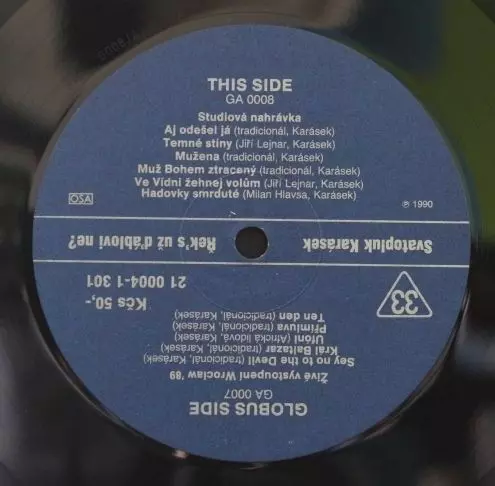 THIS SIDE
GA 0008
Studiová nahrávka
Aj odešel já (tradicionál, Karásek)
Temné stíny (Jiří Lejnar, Karásek)
Mužena (tradicionál, Karásek)
Muž Bohem ztracený (tradicionál, Karásek)
Ve Vídni žehnej volům (Jiří Lejnar, Karásek)
Hadovky smrduté (Milan Hlavsa, Karásek)
OSA
℗ 1990
Svatopluk Karásek Řek's už ďáblovi ne?
33
21 0004-1 301
Kčs 50,-
GLOBUS SIDE
GA 0007
Živé vystoupení Wroclaw '89
Sey no to the Devil (tradicionál, Karásek)
Král Baltazar (tradicionál, Karásek)
Utoni (Africká lidová, Karásek)
Přímluva (tradicionál, Karásek)
Ten den (tradicionál, Karásek)